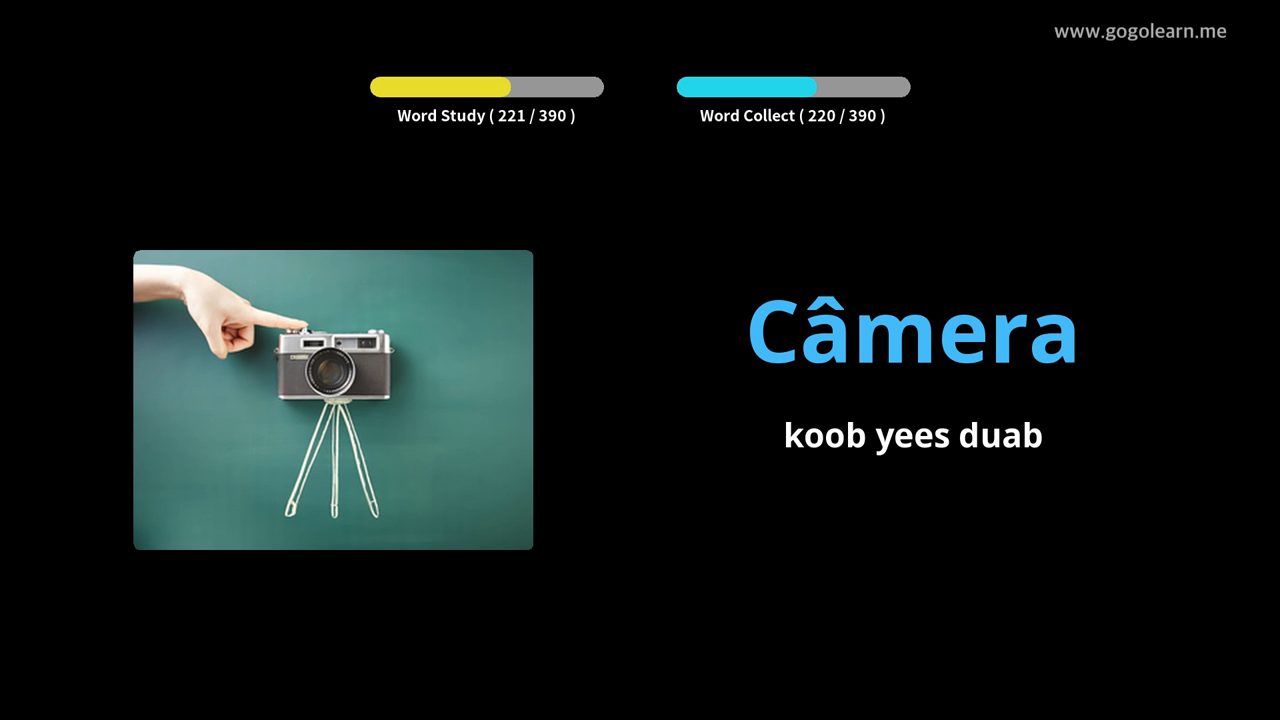 www.gogolearn.me
Word Study ( 221 / 390 )
Word Collect ( 220 / 390 )
Câmera
koob yees duab